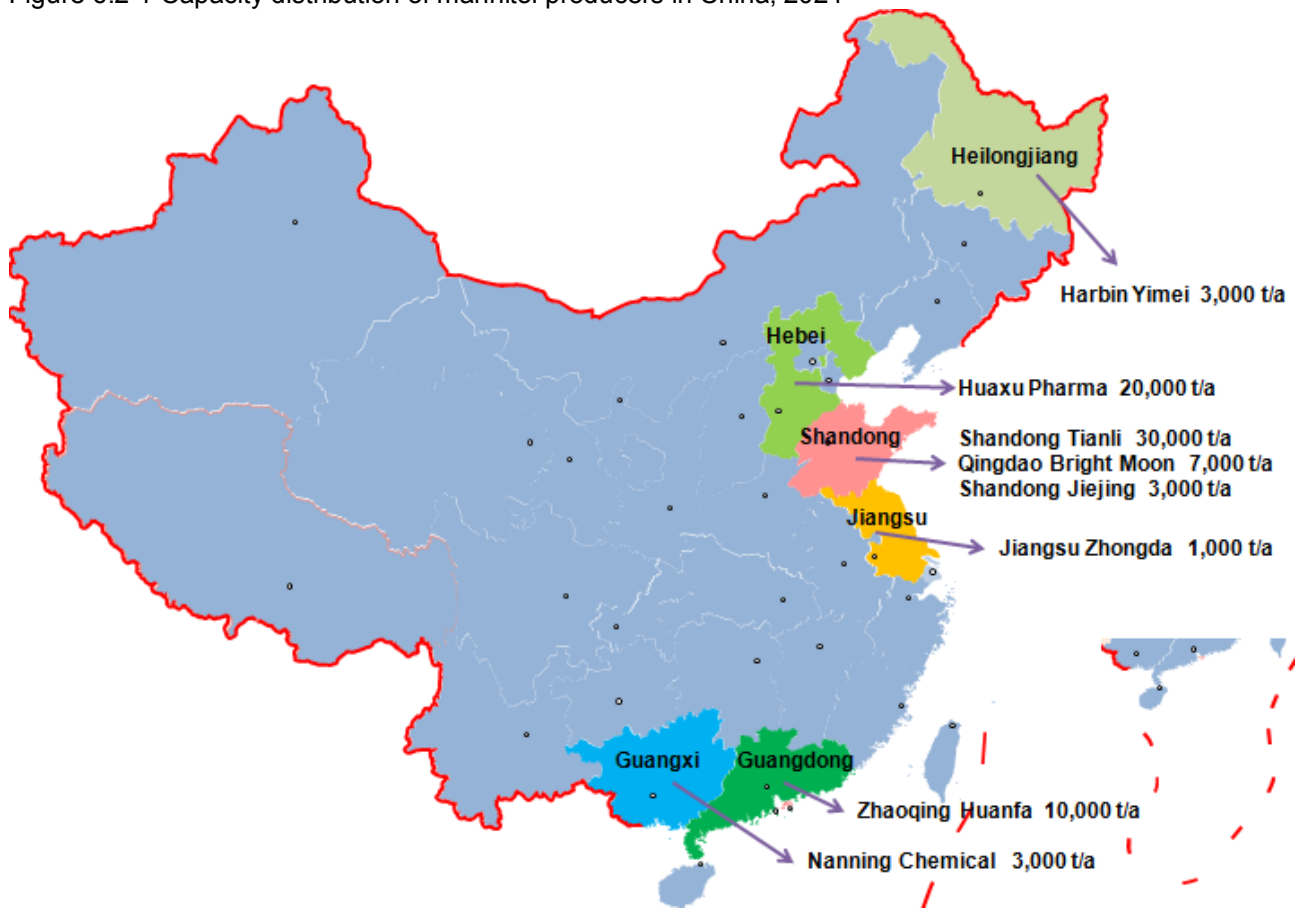 Heilongjiang
Harbin Yimei 3,000 t/a
Hebei
Huaxu Pharma 20,000 t/a
Shandong
Shandong Tianli 30,000 t/a
Qingdao Bright Moon 7,000 t/a
Shandong Jiejing 3,000 t/a
Jiangsu
Jiangsu Zhongda 1,000 t/a
Guangxi
Guangdong
Zhaoqing Huanfa 10,000 t/a
Nanning Chemical 3,000 t/a